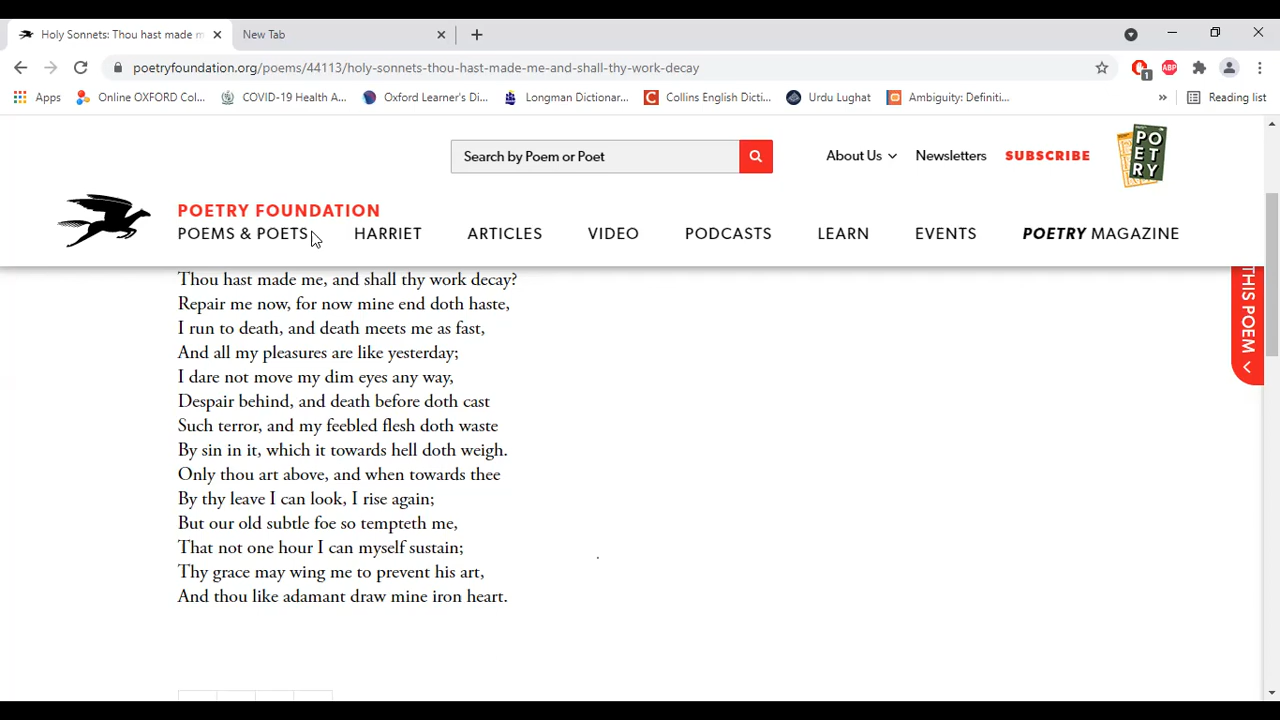 Holy Sonnets: Thou hast made m
New Tab
poetryfoundation.org/poems/44113/holy-sonnets-thou-hast-made-me-and-shall-thy-work-decay
1
ABP
Apps
Online OXFORD Col...
COVID-19 Health A...
Oxford Learner's Di...
Longman Dictionar...
Collins English Dicti...
Urdu Lughat
Ambiguity: Definiti...
»
Reading list
Search by Poem or Poet
About Us
Newsletters
SUBSCRIBE
POETRY
POETRY FOUNDATION
POEMS & POETS
HARRIET
ARTICLES
VIDEO
PODCASTS
LEARN
EVENTS
POETRY MAGAZINE
THIS POEM
Thou hast made me, and shall thy work decay?
Repair me now, for now mine end doth haste,
I run to death, and death meets me as fast,
And all my pleasures are like yesterday;
I dare not move my dim eyes any way,
Despair behind, and death before doth cast
Such terror, and my feebled flesh doth waste
By sin in it, which it towards hell doth weigh.
Only thou art above, and when towards thee
By thy leave I can look, I rise again;
But our old subtle foe so tempteth me,
That not one hour I can myself sustain;
Thy grace may wing me to prevent his art,
And thou like adamant draw mine iron heart.